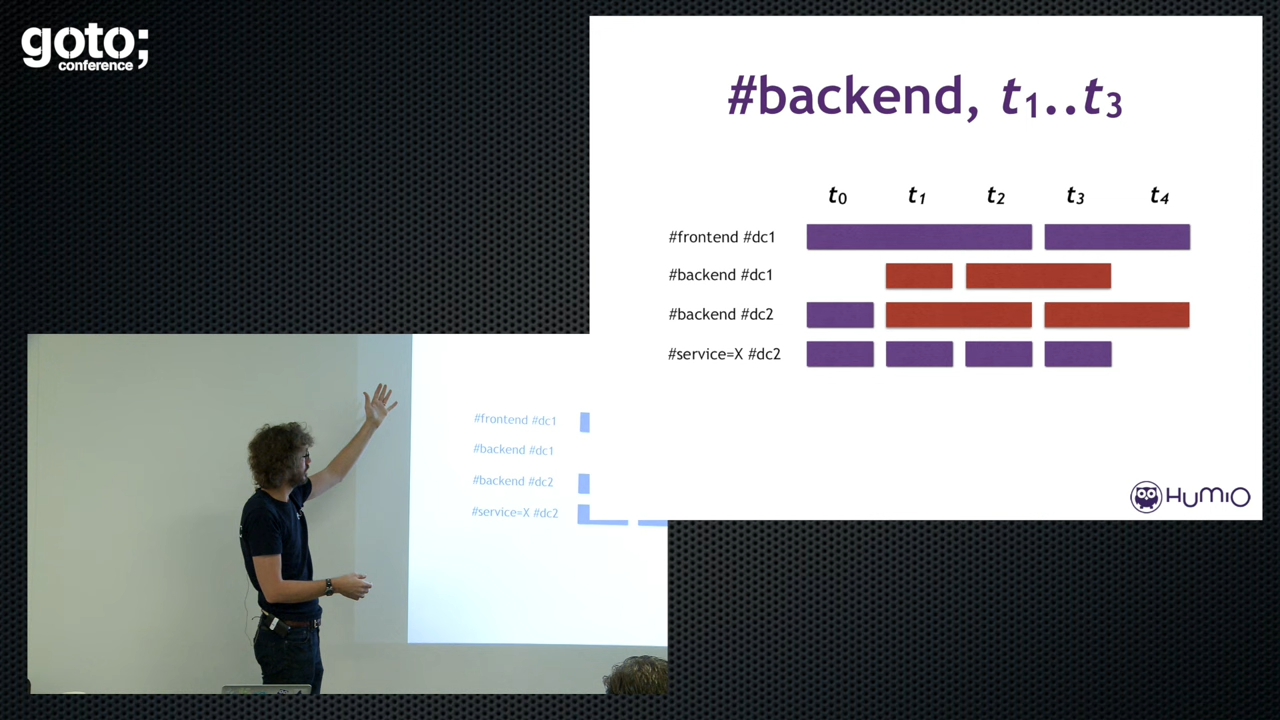 goto;
conference
#backend, t1..t3
t0 t1 t2 t3 t4
#frontend #dc1
#backend #dc1
#backend #dc2
#service=X #dc2
HUMIO
#frontend #dc1
#backend #dc1
#backend #dc2
#service=X #dc2